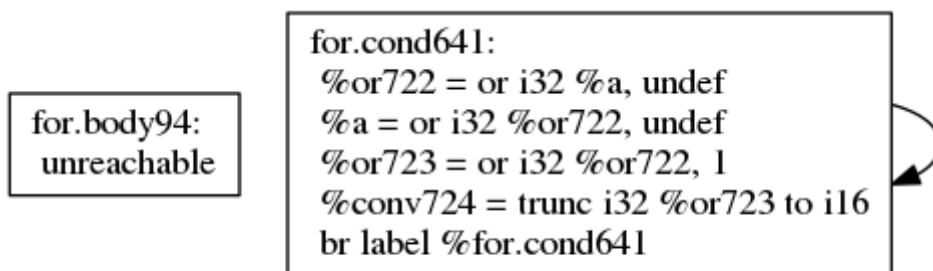 for.body94:
unreachable
for.cond641:
%or722 = or i32 %a, undef
%a = or i32 %or722, undef
%or723 = or i32 %or722, 1
%conv724 = trunc i32 %or723 to i16
br label %for.cond641